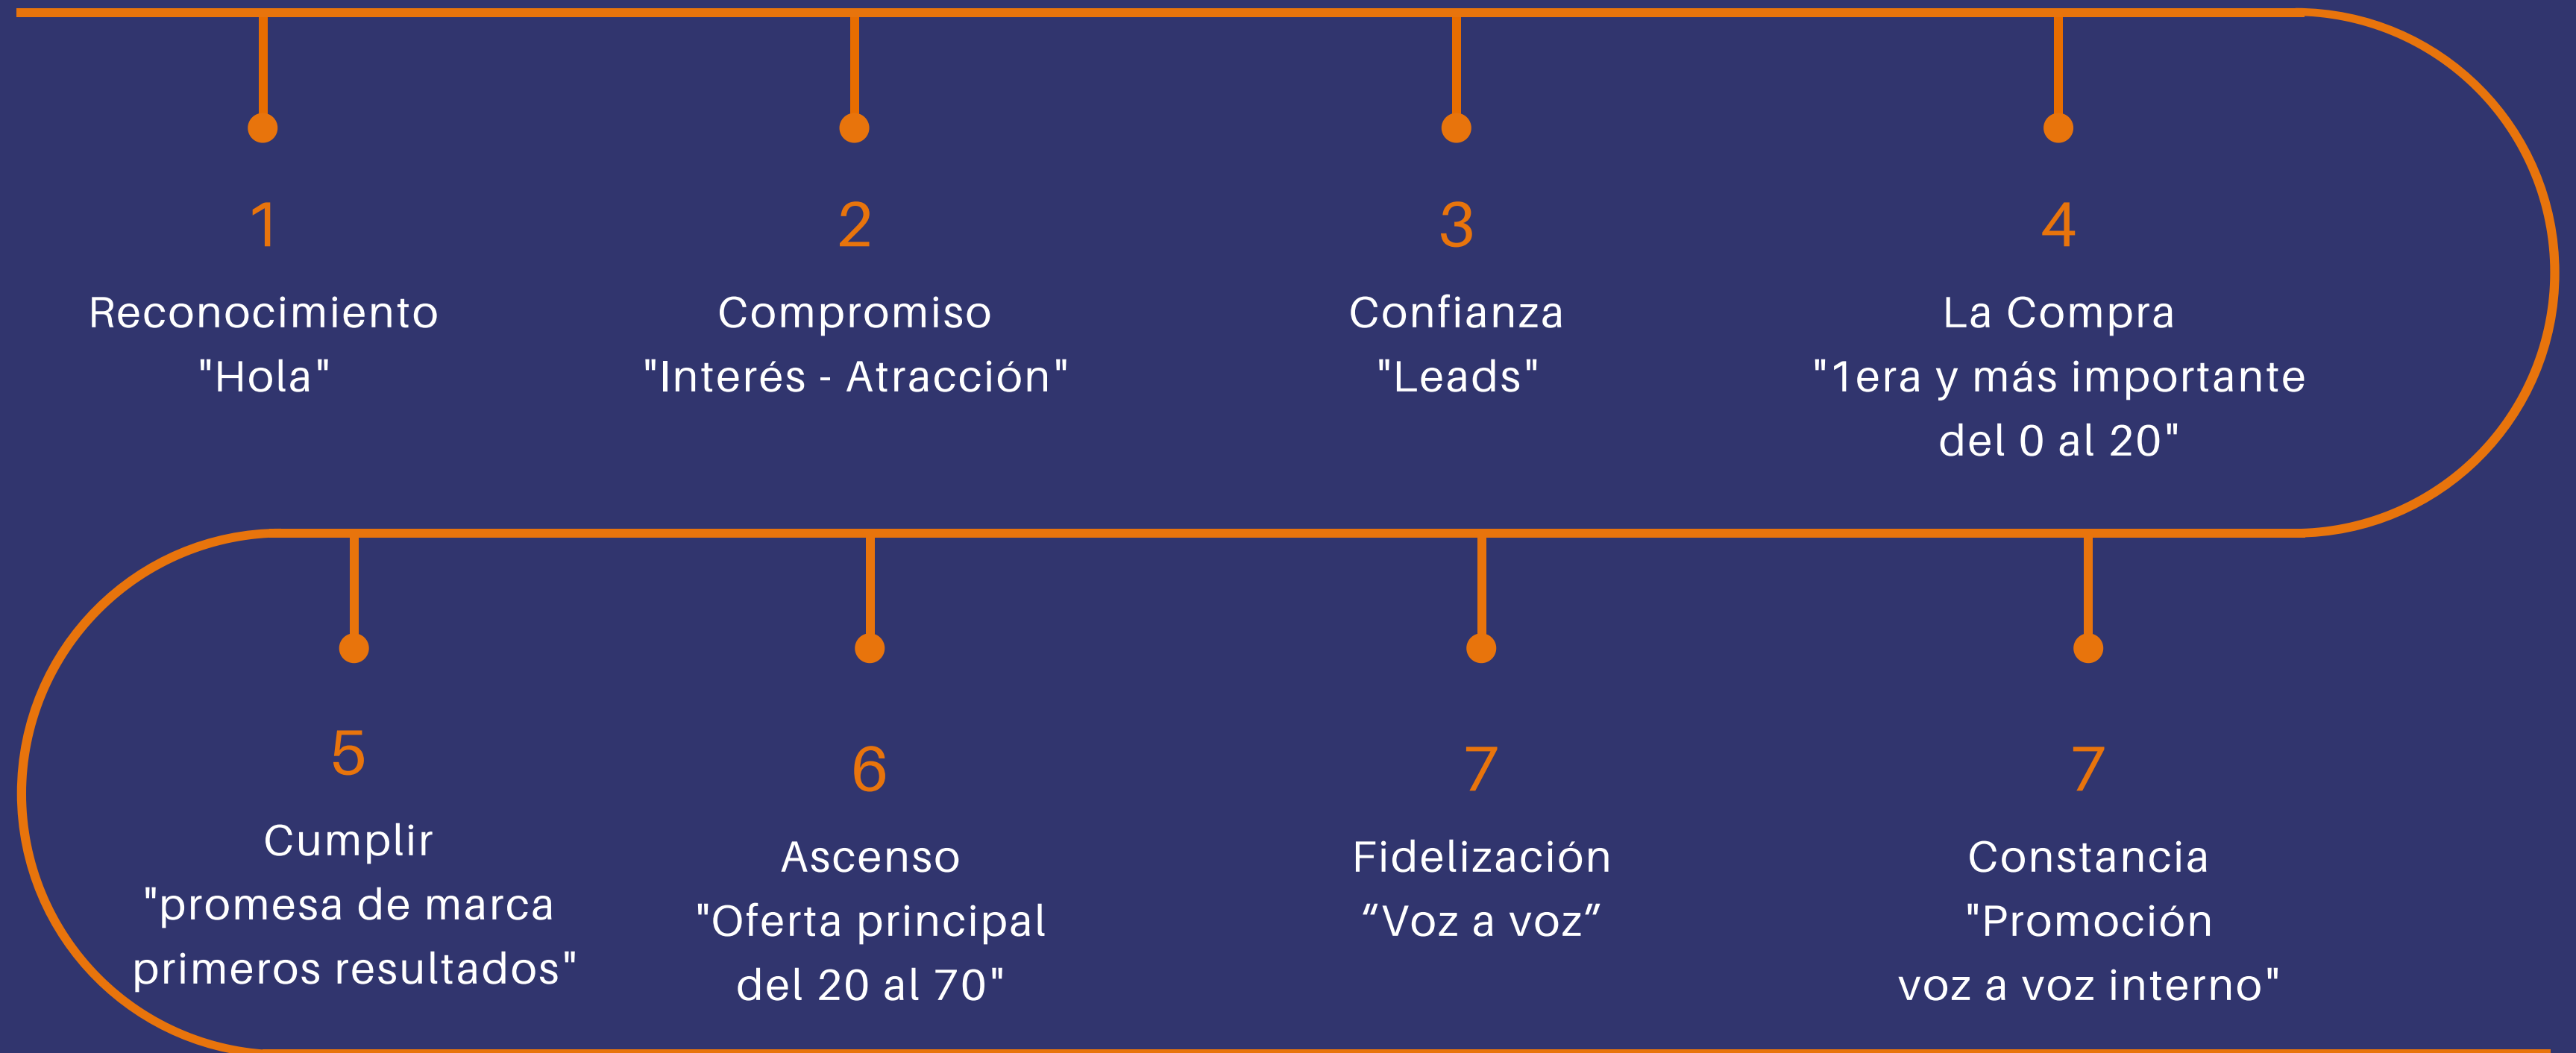 1
Reconocimiento
"Hola"
2
Compromiso
"Interés - Atracción"
3
Confianza
"Leads"
4
La Compra
"1era y más importante
del 0 al 20"
5
Cumplir
"promesa de marca
primeros resultados"
6
Ascenso
"Oferta principal
del 20 al 70"
7
Fidelización
“Voz a voz”
7
Constancia
"Promoción
voz a voz interno"